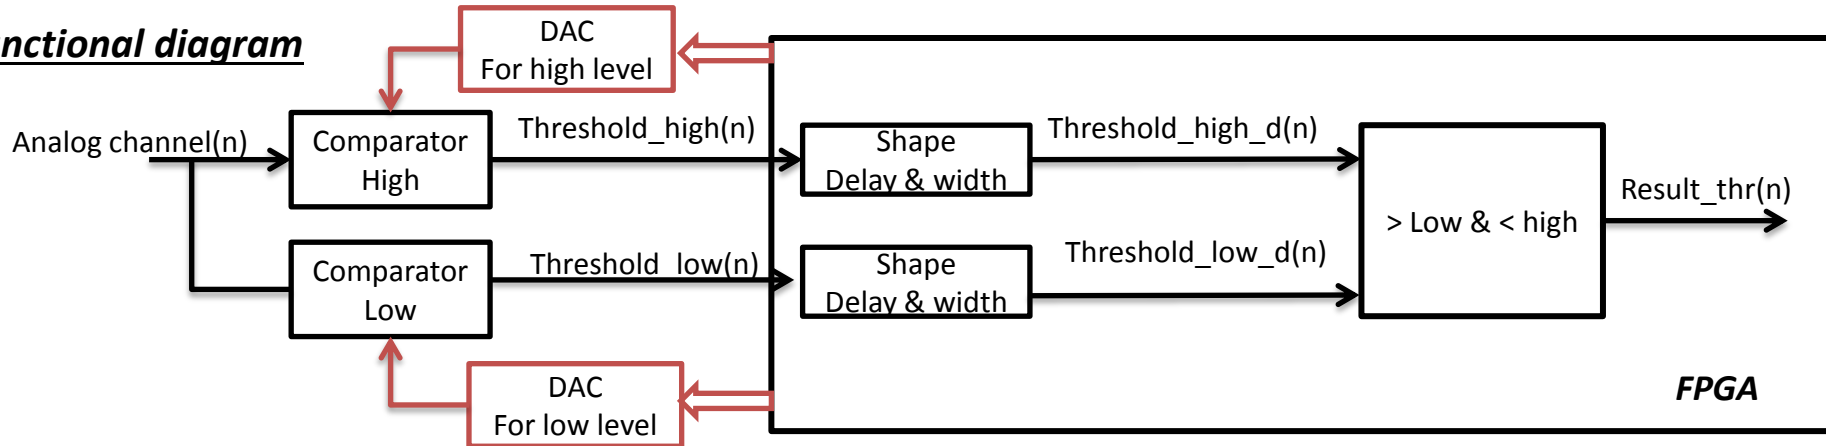 nctional diagram
DAC
For high level
Analog channel(n)
Comparator
High
Threshold_high(n)
Shape
Delay & width
Threshold_high_d(n)
> Low & < high
Result_thr(n)
Comparator
Low
Threshold_low(n)
Shape
Delay & width
Threshold_low_d(n)
DAC
For low level
FPGA